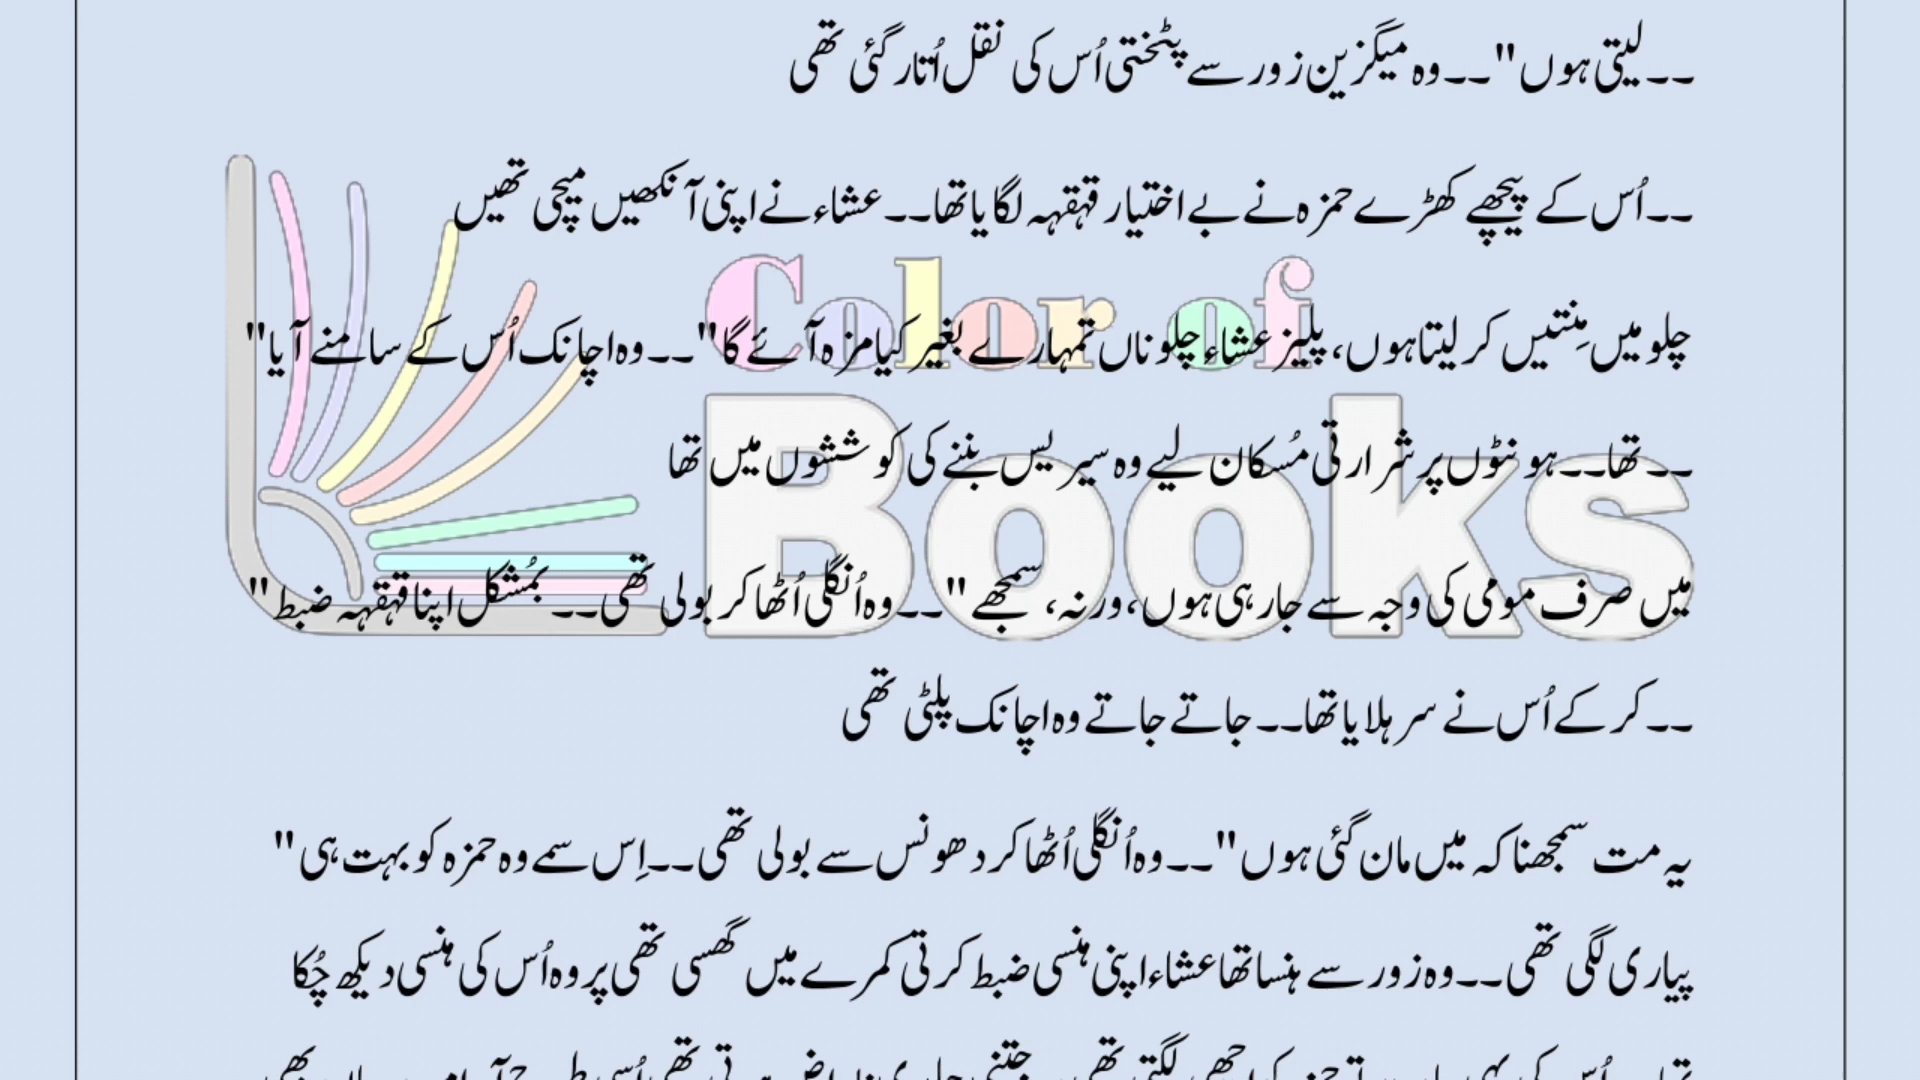 ۔۔لیتی ہوں"۔۔وہ میگزین زور سے پٹختی اُس کی نقل اُتار گئی تھی
۔۔اُس کے پیچھے کھڑے حمزہ نے بے اختیار قہقہہ لگایا تھا۔۔عشاء نے اپنی آنکھیں میچی تھیں
Color of
چلو میں مِنتیں کر لیتا ہوں، پلیز عشاء چلو ناں تمہارے بغیر کیا مزہ آئے گا"۔۔وہ اچانک اُس کے سامنے آیا"
۔۔تھا۔۔ہونٹوں پر شرارتی مُسکان لیے وہ سیریس بننے کی کوششوں میں تھا
Books
میں صرف مومی کی وجہ سے جا رہی ہوں، ورنہ، سمجھے"۔۔وہ اُنگلی اُٹھا کر بولی تھی۔۔بمُشکل اپنا قہقہہ ضبط"
۔۔کر کے اُس نے سر ہلایا تھا۔۔جاتے جاتے وہ اچانک پلٹی تھی
یہ مت سمجھنا کہ میں مان گئی ہوں"۔۔وہ اُنگلی اُٹھا کر دھونس سے بولی تھی۔۔اِس سمے وہ حمزہ کو بہت ہی"
پیاری لگی تھی۔۔وہ زور سے ہنسا تھا عشاء اپنی ہنسی ضبط کرتی کمرے میں گھسی تھی پر وہ اُس کی ہنسی دیکھ چُکا